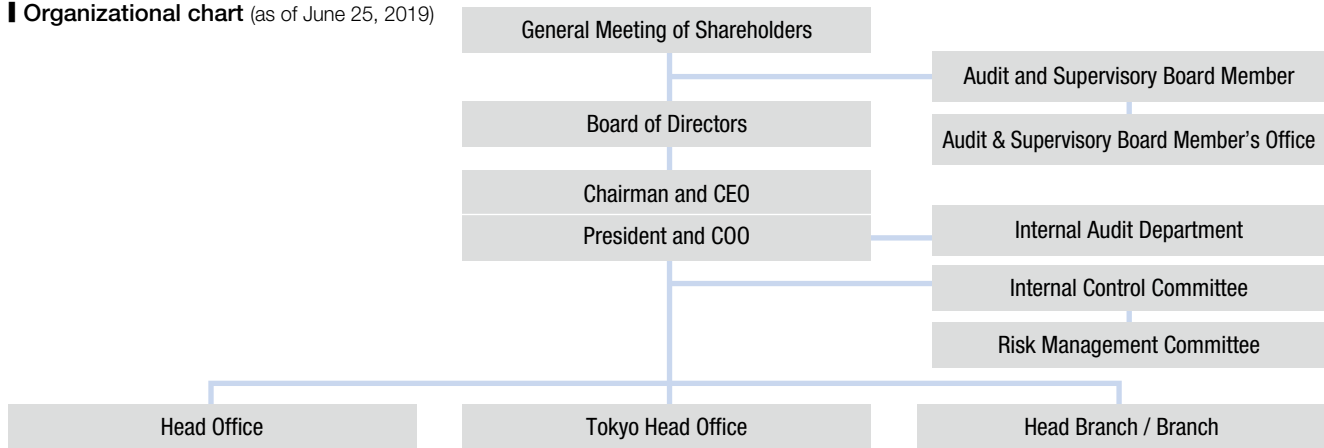 Organizational chart (as of June 25, 2019)
General Meeting of Shareholders
Audit and Supervisory Board Member
Board of Directors
Audit & Supervisory Board Member’s Office
Chairman and CEO
President and COO
Internal Audit Department
Internal Control Committee
Risk Management Committee
Head Office
Tokyo Head Office
Head Branch / Branch